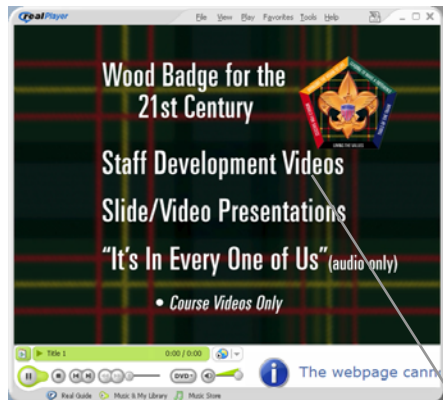 realPlayer File View Play Favorites Tools Help
Wood Badge for the
21st Century
Staff Development Videos
Slide/Video Presentations
"It's In Every One of Us"(audio only)
• Course Videos Only
Title 1 0:00 / 0:00
DVD
The webpage cann
Real Guide Music & My Library Music Store